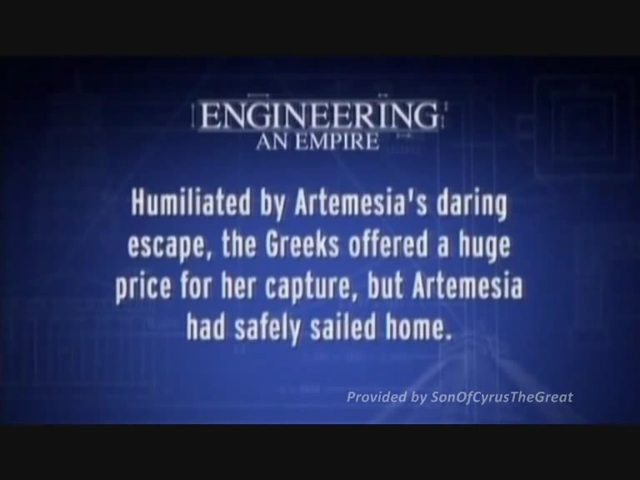 ENGINEERING
AN EMPIRE
Humiliated by Artemesia's daring
escape, the Greeks offered a huge
price for her capture, but Artemesia
had safely sailed home.
Provided by SonOfCyrusTheGreat